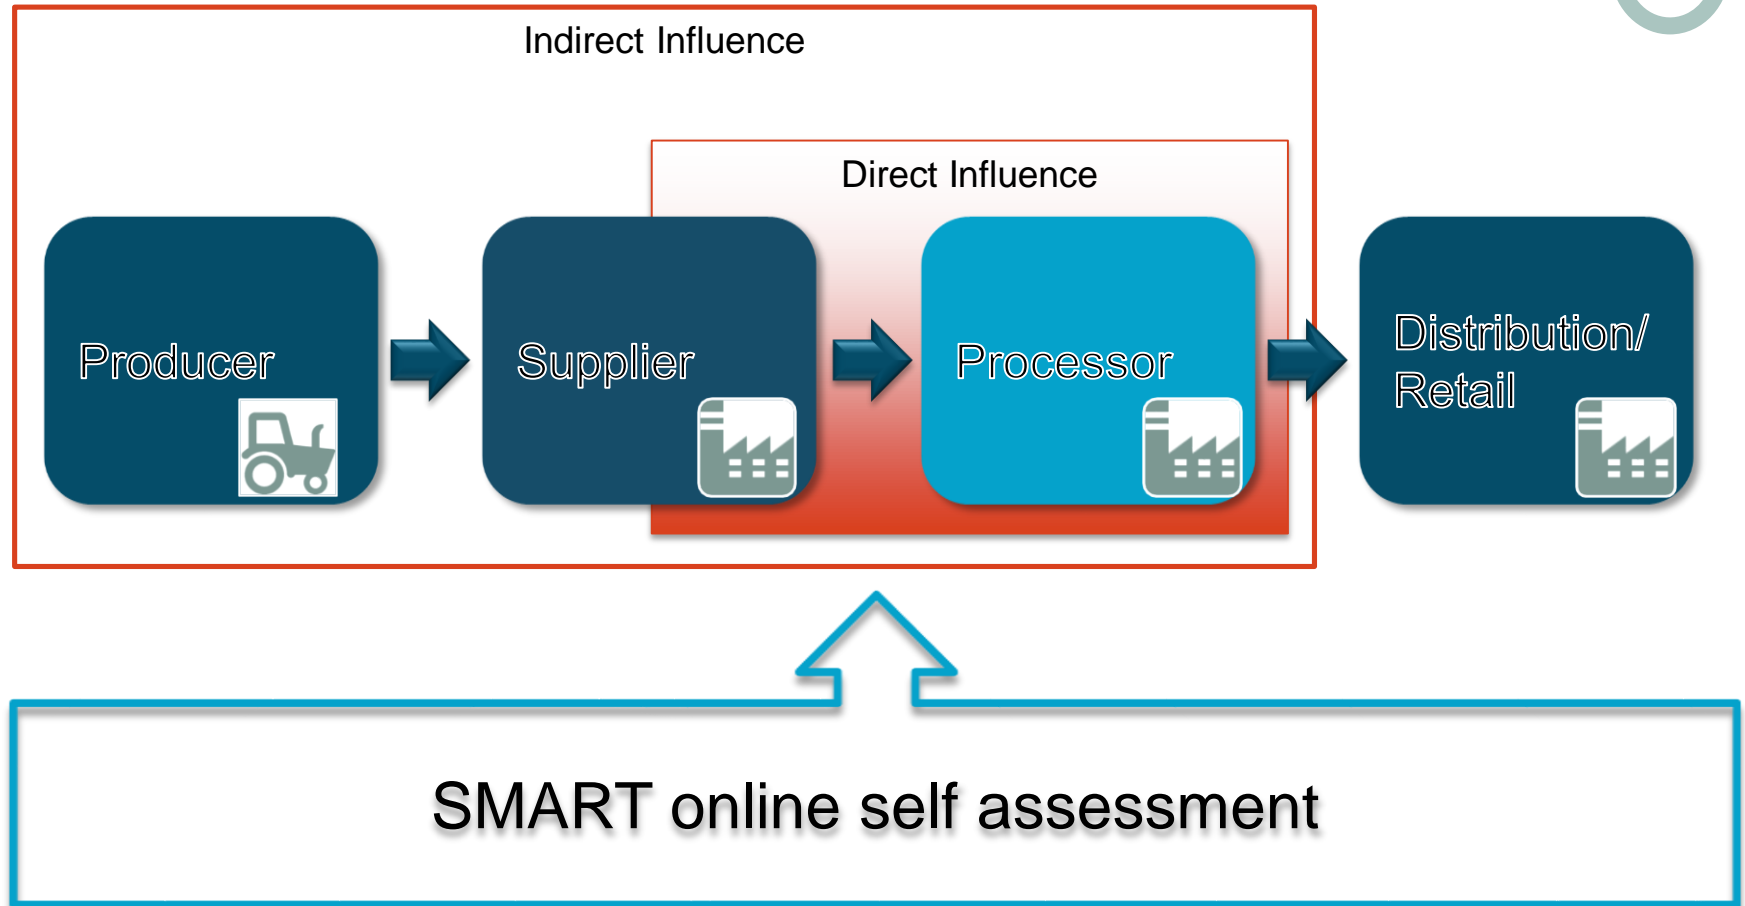 Indirect Influence
Direct Influence
Producer
Supplier
Processor
Distribution/
Retail
SMART online self assessment